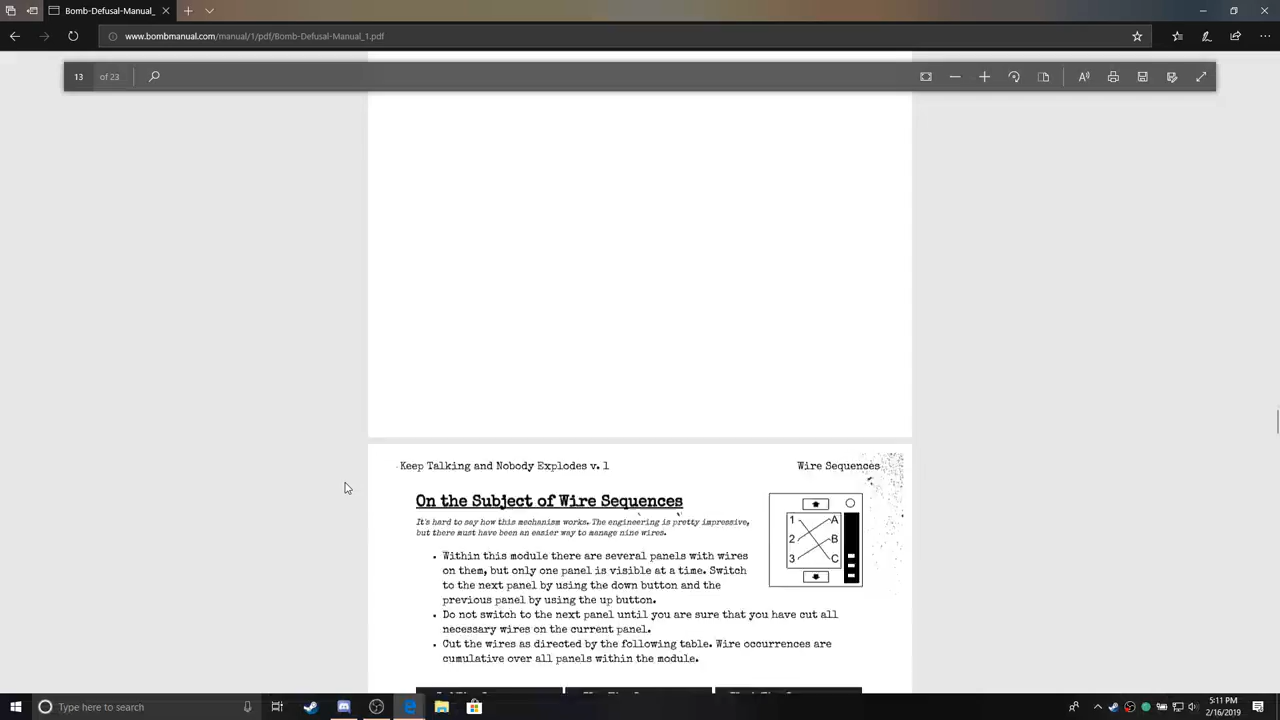 Bomb-Defusal-Manual_
www.bombmanual.com/manual/1/pdf/Bomb-Defusal-Manual_1.pdf
13 of 23
Keep Talking and Nobody Explodes v. 1
Wire Sequences
On the Subject of Wire Sequences
It's hard to say how this mechanism works. The engineering is pretty impressive,
but there must have been an easier way to manage nine wires.
1 A
2 B
3 C
• Within this module there are several panels with wires
on them, but only one panel is visible at a time. Switch
to the next panel by using the down button and the
previous panel by using the up button.
• Do not switch to the next panel until you are sure that you have cut all
necessary wires on the current panel.
• Cut the wires as directed by the following table. Wire occurrences are
cumulative over all panels within the module.
Type here to search
5:11 PM
2/16/2019